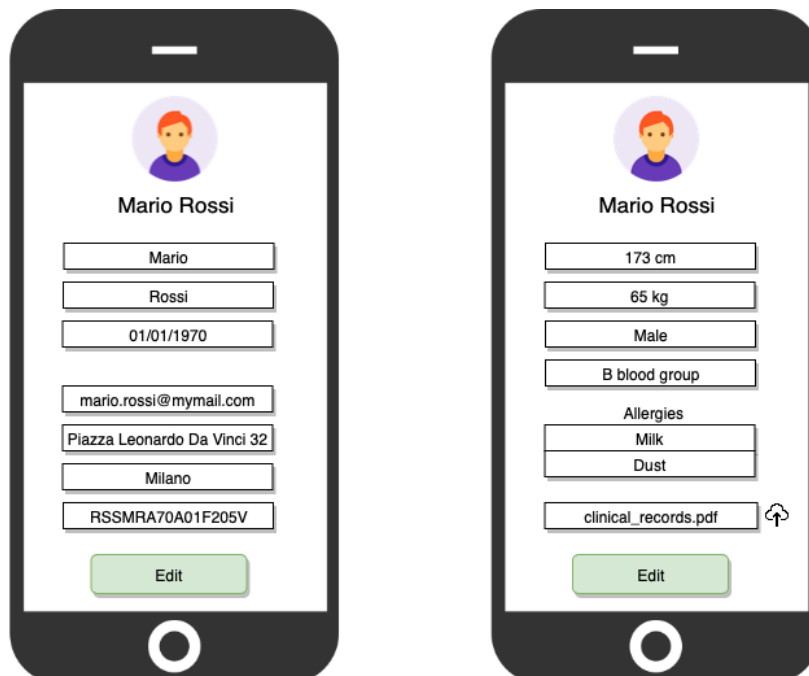 Mario Rossi
Mario
Rossi
01/01/1970
mario.rossi@mymail.com
Piazza Leonardo Da Vinci 32
Milano
RSSMRA70A01F205V
Edit
Mario Rossi
173 cm
65 kg
Male
B blood group
Allergies
Milk
Dust
clinical_records.pdf
Edit